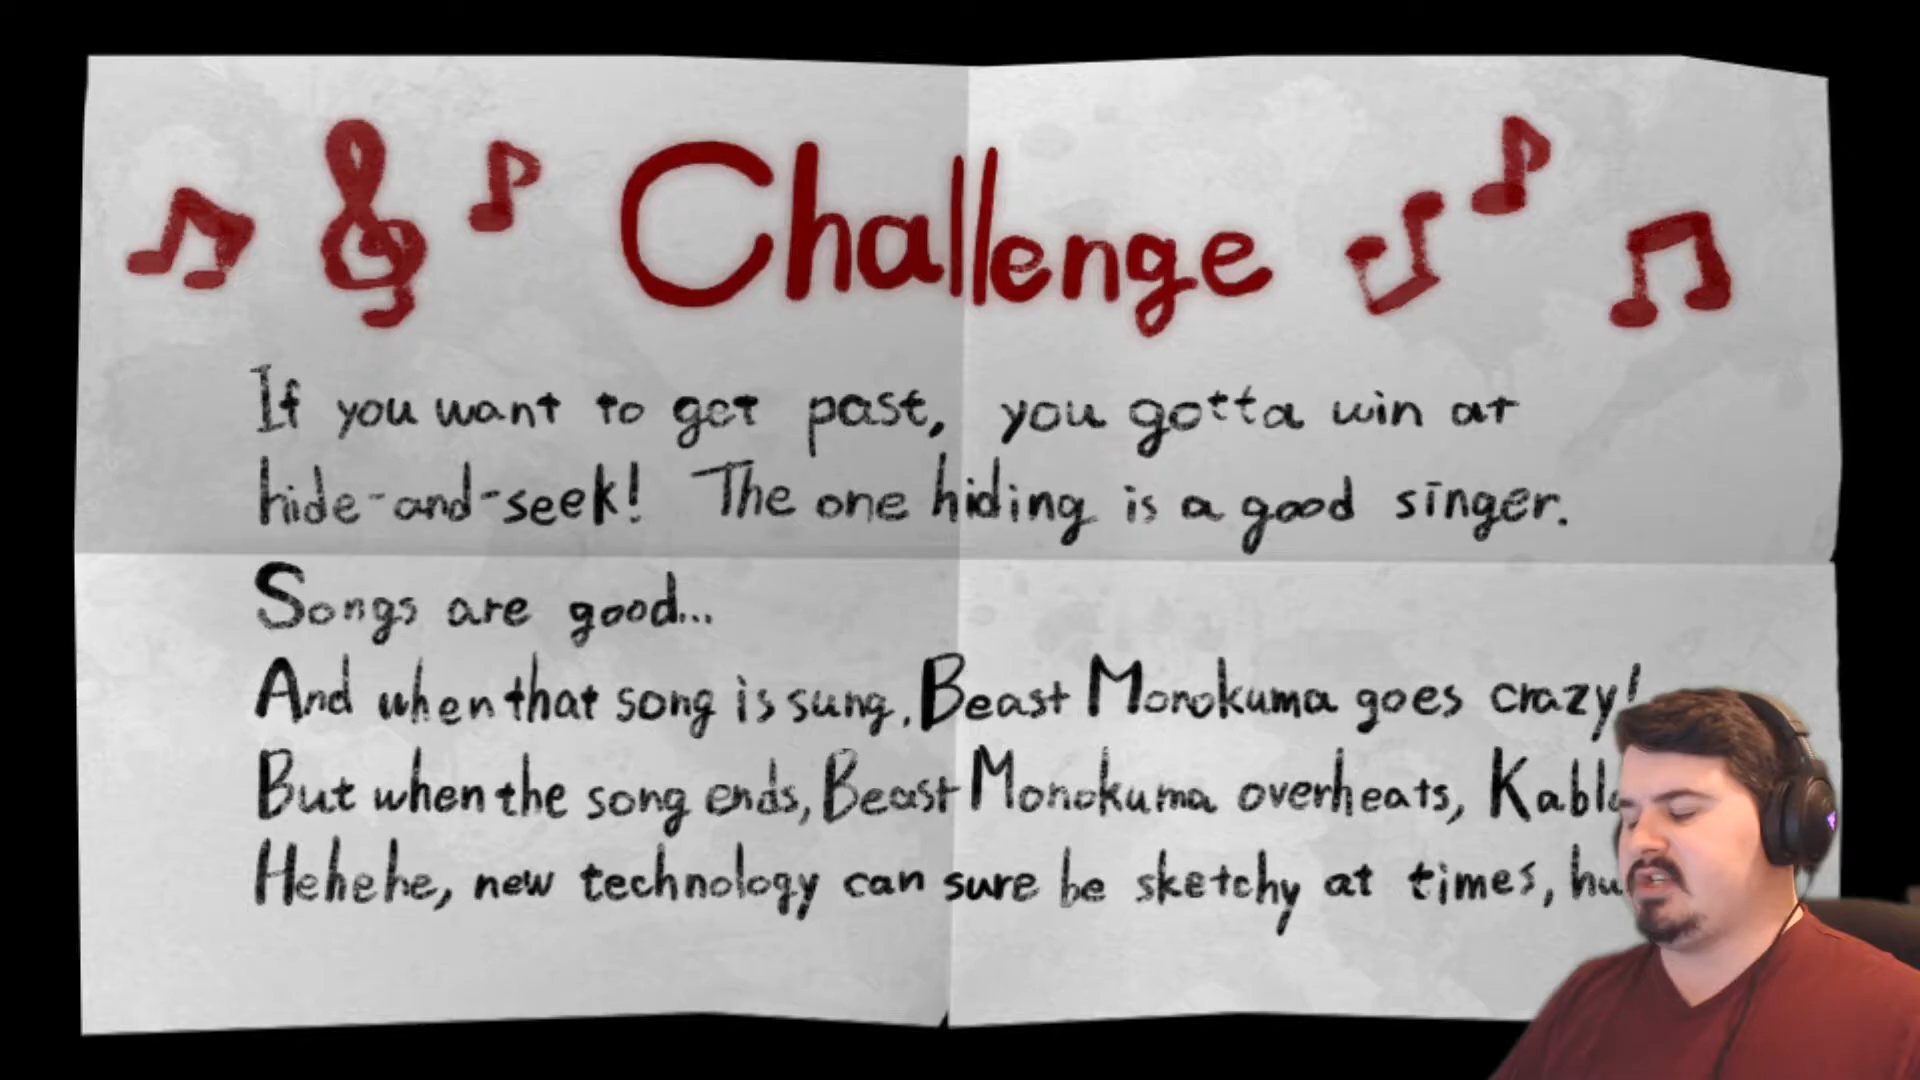 Challenge
If you want to get past, you gotta win at
hide-and-seek! The one hiding is a good singer.
Songs are good...
And when that song is sung, Beast Monokuma goes crazy!
But when the song ends, Beast Monokuma overheats,
Hehehe, new technology can sure be sketchy at times,